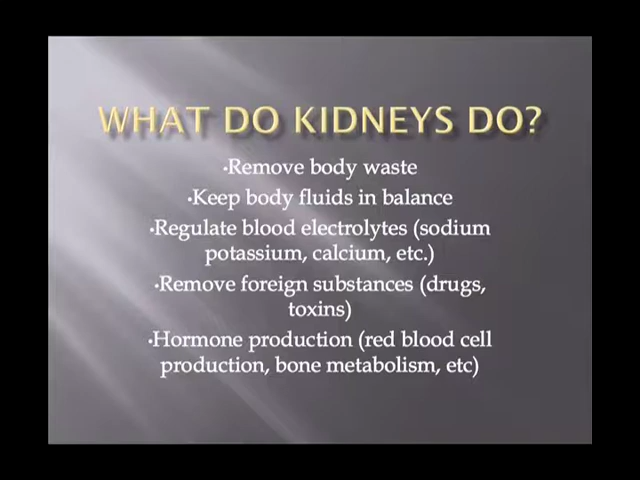 WHAT DO KIDNEYS DO?
•Remove body waste
•Keep body fluids in balance
•Regulate blood electrolytes (sodium
potassium, calcium, etc.)
•Remove foreign substances (drugs,
toxins)
•Hormone production (red blood cell
production, bone metabolism, etc)